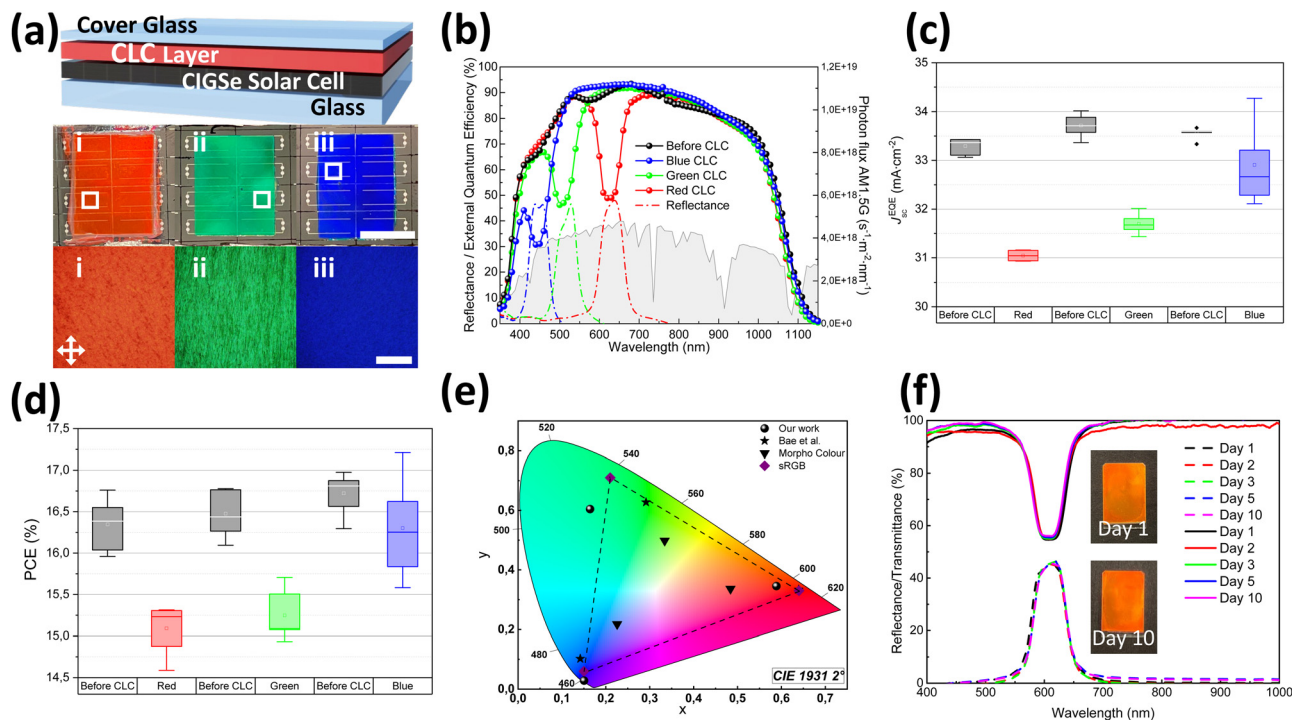 (a)
Cover Glass
CLC Layer
CIGSe Solar Cell
Glass
i
ii
iii
i
ii
iii
(b)
Reflectance / External Quantum Efficiency (%)
100
95
90
85
80
75
70
65
60
55
50
45
40
35
30
25
20
15
10
5
0
400
500
600
700
800
900
1000
1100
Wavelength (nm)
Before CLC
Blue CLC
Green CLC
Red CLC
Reflectance
1,2E+19
1,0E+19
8,0E+18
6,0E+18
4,0E+18
2,0E+18
0,0E+0
Photon flux AM1.5G (s⁻¹·m⁻²·nm⁻¹)
(c)
J_sc^EQE (mA·cm⁻²)
35
34
33
32
31
30
Before CLC
Red
Before CLC
Green
Before CLC
Blue
(d)
PCE (%)
17,5
17,0
16,5
16,0
15,5
15,0
14,5
Before CLC
Red
Before CLC
Green
Before CLC
Blue
(e)
y
0,8
0,6
0,4
0,2
0,0
0,0
0,1
0,2
0,3
0,4
0,5
0,6
0,7
x
460
480
500
520
540
560
580
600
620
Our work
Bae et al.
Morpho Colour
sRGB
CIE 1931 2°
(f)
Reflectance/Transmittance (%)
100
80
60
40
20
0
400
500
600
700
800
900
1000
Wavelength (nm)
Day 1
Day 10
Day 1
Day 2
Day 3
Day 5
Day 10
Day 1
Day 2
Day 3
Day 5
Day 10